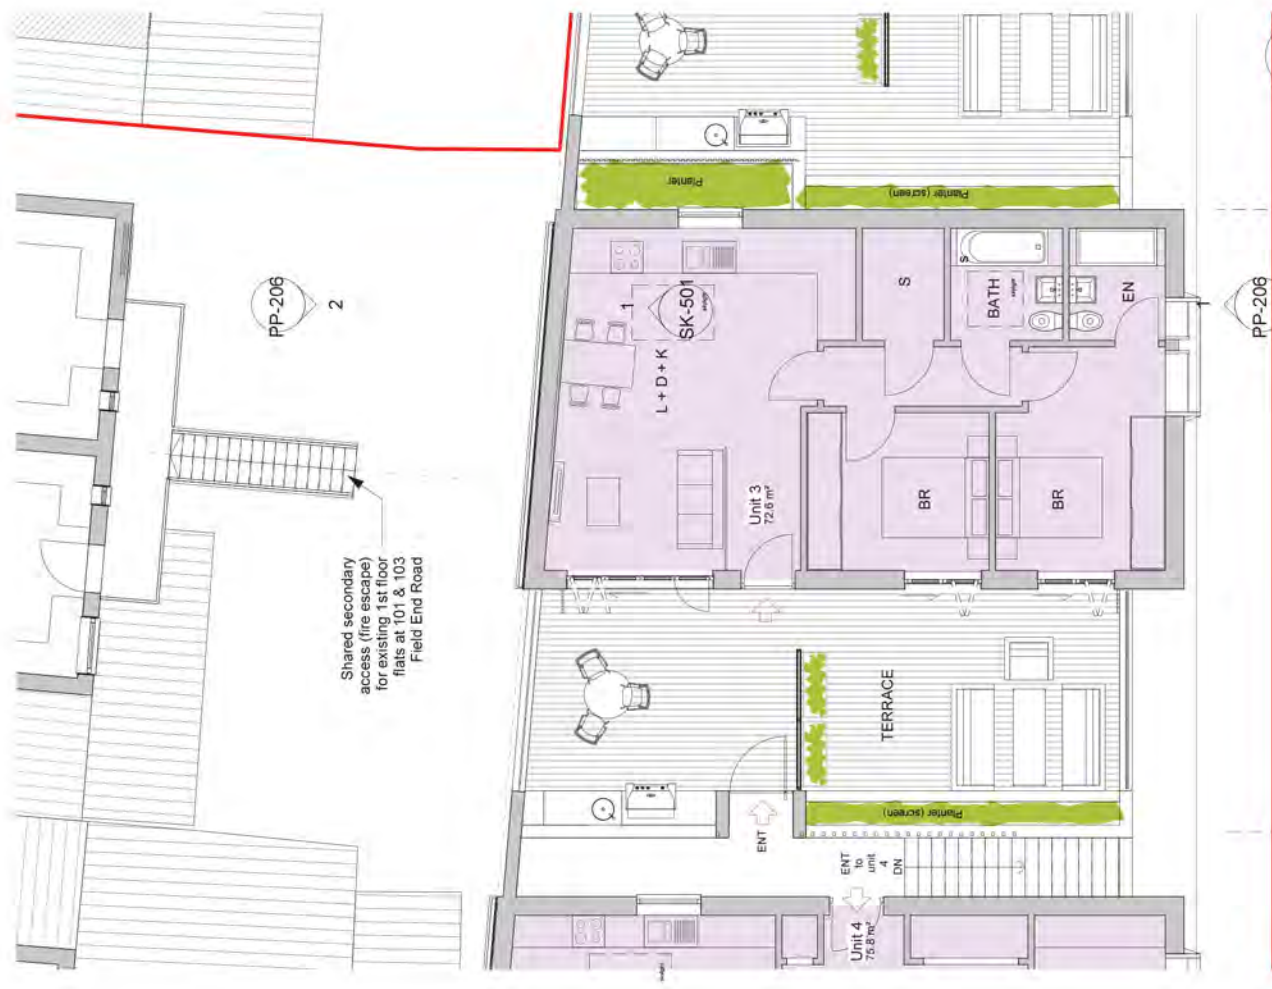 Planter
Planter (screen)
PP-206
2
1
SK-501
S
S
BATH
EN
PP-206
L + D + K
Unit 3
72.6 m²
BR
BR
Shared secondary
access (fire escape)
for existing 1st floor
flats at 101 & 103
Field End Road
TERRACE
Planter (screen)
ENT
ENT
to
unit
4
DN
Unit 4
75.8 m²